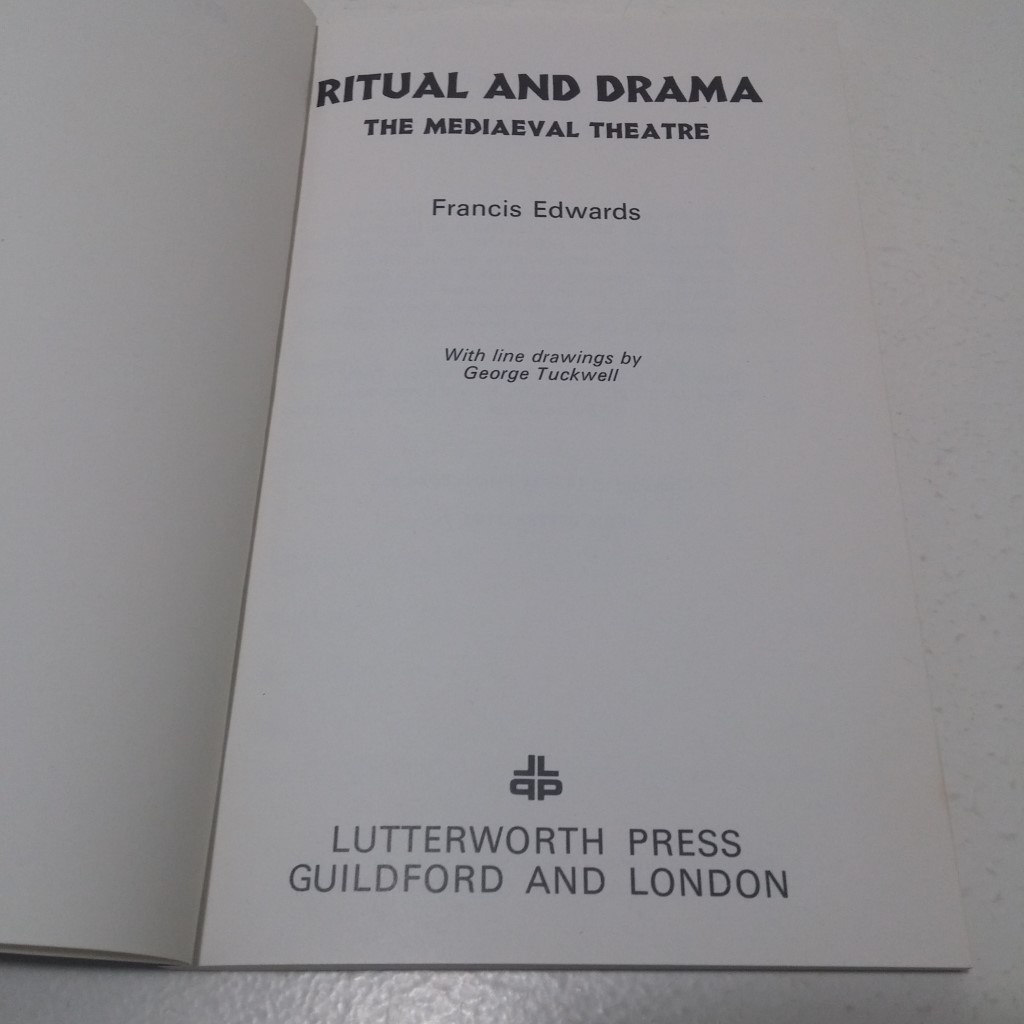 RITUAL AND DRAMA
THE MEDIAEVAL THEATRE
Francis Edwards
With line drawings by
George Tuckwell
LUTTERWORTH PRESS
GUILDFORD AND LONDON